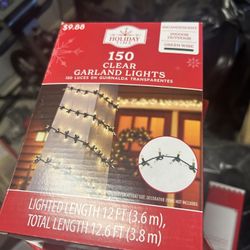 $9.88
HOLIDAY
TIME
INCANDESCENT
INDOOR
OUTDOOR
GREEN WIRE
150
CLEAR
GARLAND LIGHTS
150 LUCES EN GUIRNALDA TRANSPARENTES
LIGHTED LENGTH 12 FT (3.6 m),
TOTAL LENGTH 12.6 FT (3.8 m)